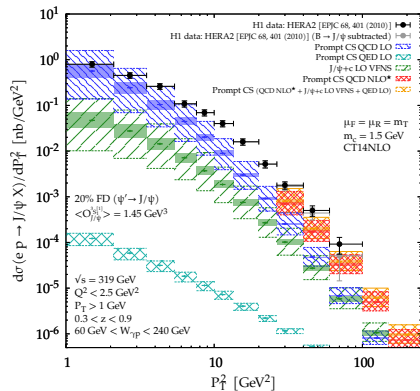 H1 data: HERA2 [EPJC 68, 401 (2010)]
H1 data: HERA2 [EPJC 68, 401 (2010)] (B → J/ψ subtracted)
Prompt CS QCD LO
Prompt CS QED LO
J/ψ+c LO VFNS
Prompt CS QCD NLO★
Prompt CS (QCD NLO★ + J/ψ+c LO VFNS + QED LO)
μF = μR = mT
mc = 1.5 GeV
CT14NLO
20% FD (ψ' → J/ψ)
= 1.45 GeV³
√s = 319 GeV
Q² < 2.5 GeV²
PT > 1 GeV
0.3 < z < 0.9
60 GeV < Wγp < 240 GeV
dσ(e p → J/ψ X)/dP²T [nb/GeV²]
10¹
10⁰
10⁻¹
10⁻²
10⁻³
10⁻⁴
10⁻⁵
10⁻⁶
1 10 100
P²T [GeV²]